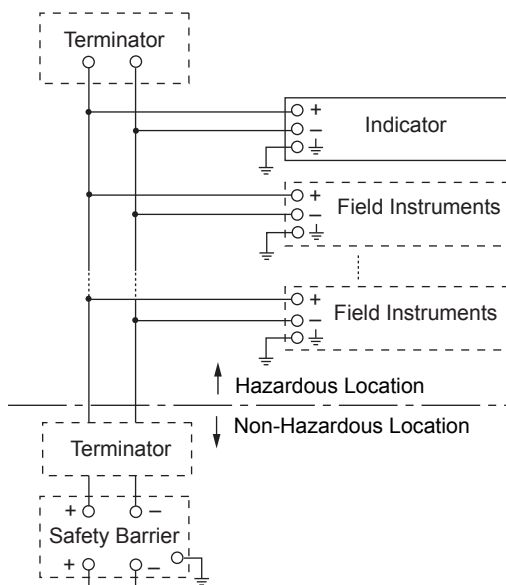 Terminator
+
−
Indicator
+
−
Field Instruments
+
−
Field Instruments
Hazardous Location
Non-Hazardous Location
Terminator
+ −
Safety Barrier
+ −